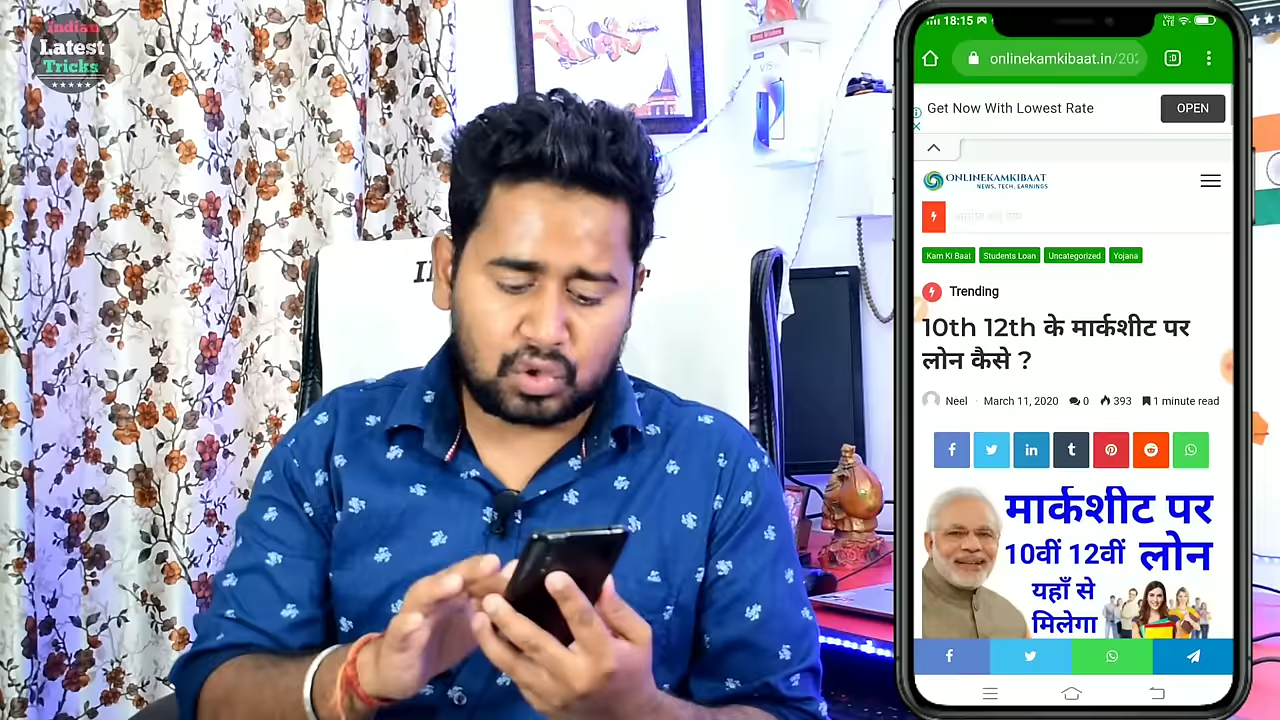 Indian
Latest
Tricks
18:15
onlinekamkibaat.in/20
Get Now With Lowest Rate
OPEN
ONLINEKAMKIBAAT
NEWS, TECH, EARNINGS
Kam Ki Baat
Students Loan
Uncategorized
Yojana
Trending
10th 12th के मार्कशीट पर
लोन कैसे ?
Neel · March 11, 2020 0 393 1 minute read
मार्कशीट पर
10वीं 12वीं लोन
यहाँ से
मिलेगा